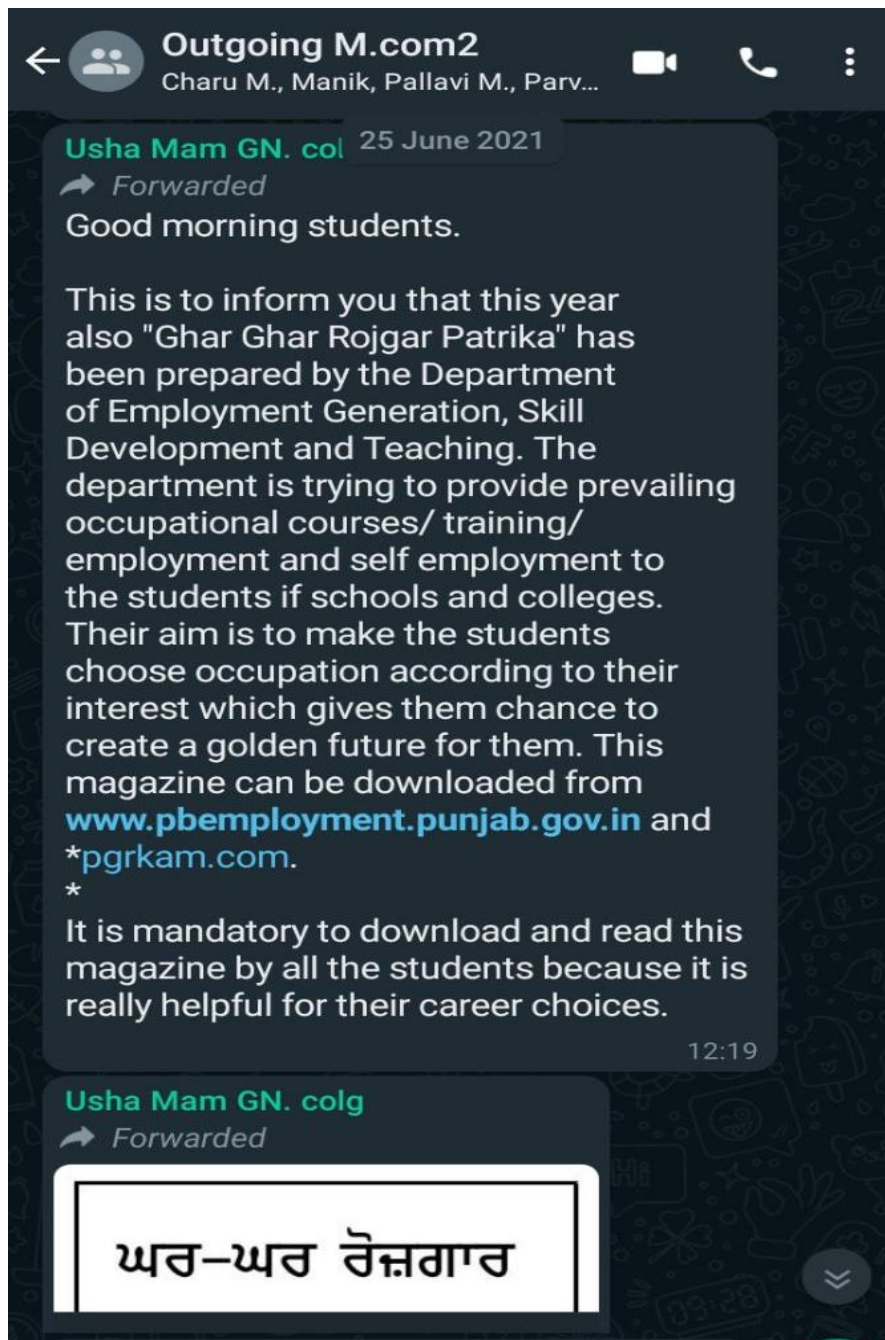 Outgoing M.com2
Charu M., Manik, Pallavi M., Parv...
25 June 2021
Usha Mam GN. col
Forwarded
Good morning students.
This is to inform you that this year
also "Ghar Ghar Rojgar Patrika" has
been prepared by the Department
of Employment Generation, Skill
Development and Teaching. The
department is trying to provide prevailing
occupational courses/ training/
employment and self employment to
the students if schools and colleges.
Their aim is to make the students
choose occupation according to their
interest which gives them chance to
create a golden future for them. This
magazine can be downloaded from
www.pbemployment.punjab.gov.in and
*pgrkam.com.
*
It is mandatory to download and read this
magazine by all the students because it is
really helpful for their career choices.
12:19
Usha Mam GN. colg
Forwarded
ਘਰ-ਘਰ ਰੋਜ਼ਗਾਰ